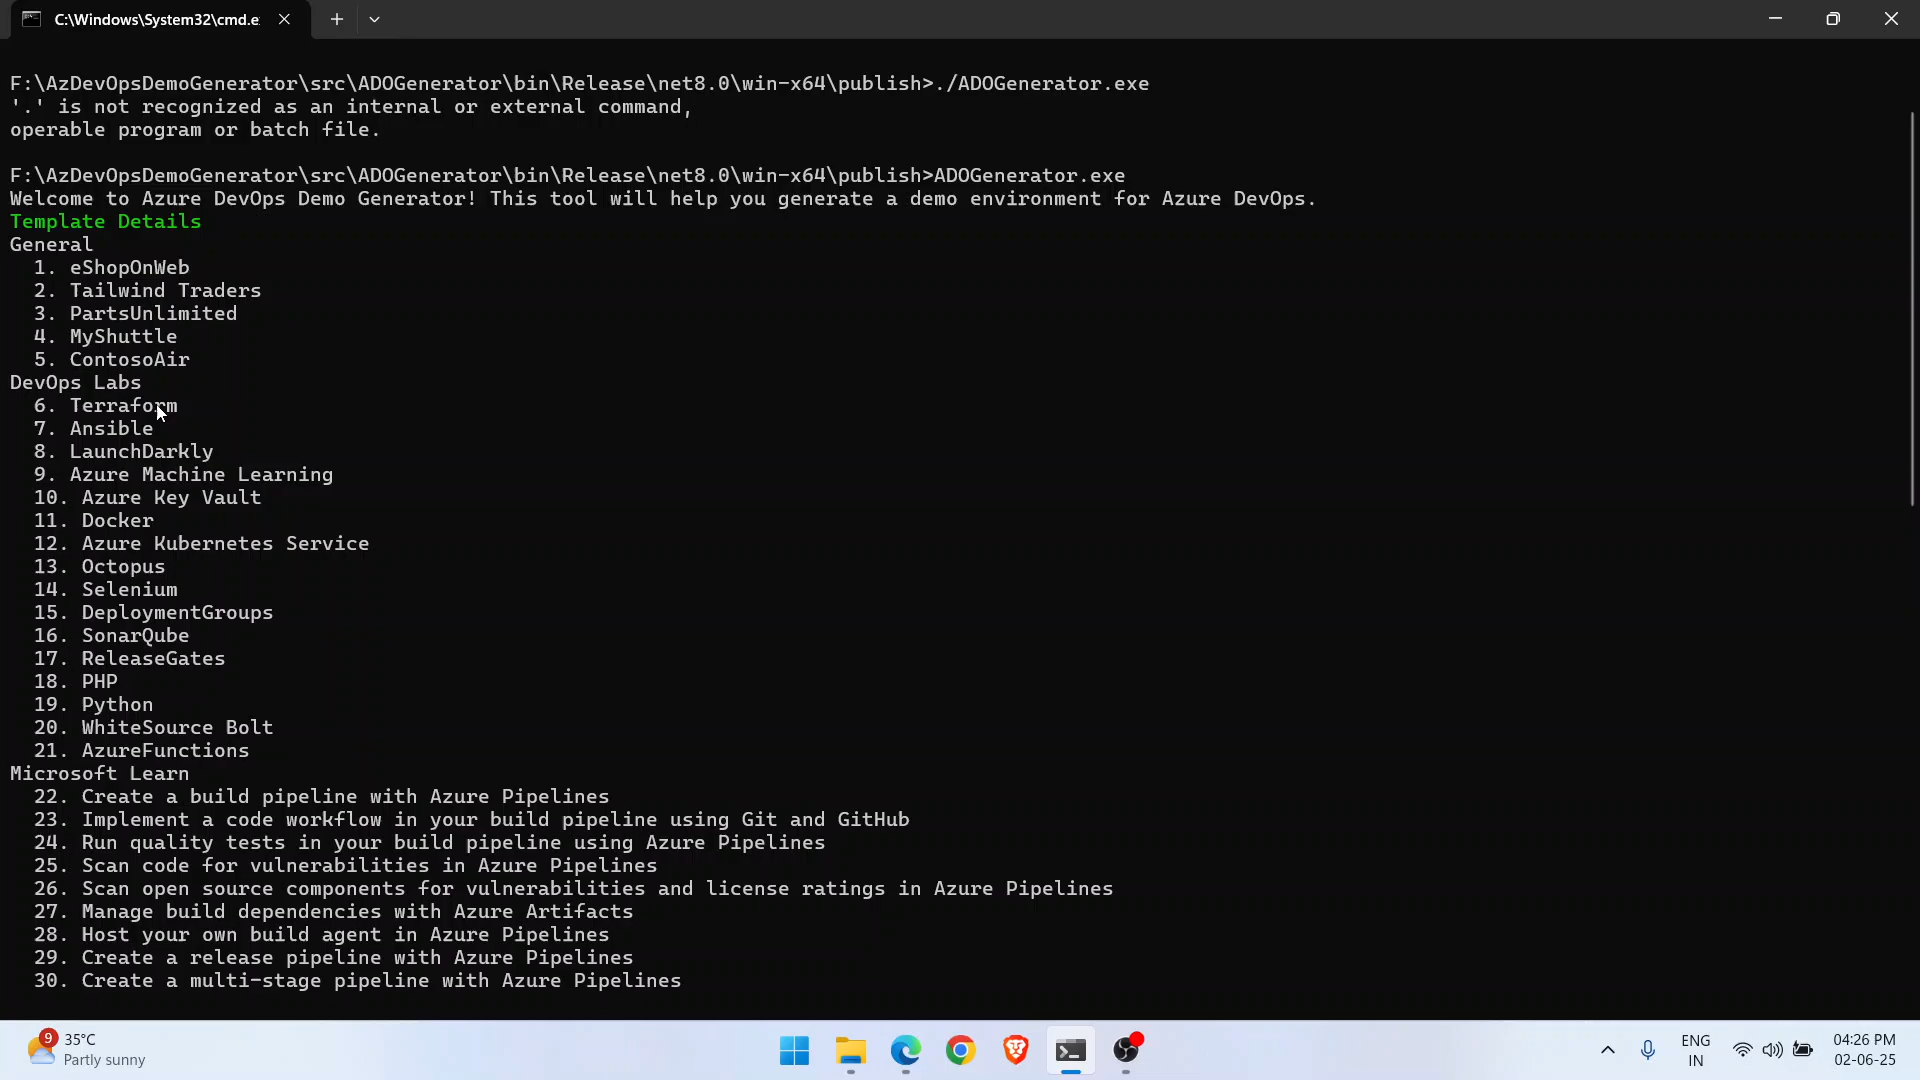 C:\Windows\System32\cmd.e
F:\AzDevOpsDemoGenerator\src\ADOGenerator\bin\Release\net8.0\win-x64\publish>./ADOGenerator.exe
'.' is not recognized as an internal or external command,
operable program or batch file.
F:\AzDevOpsDemoGenerator\src\ADOGenerator\bin\Release\net8.0\win-x64\publish>ADOGenerator.exe
Welcome to Azure DevOps Demo Generator! This tool will help you generate a demo environment for Azure DevOps.
Template Details
General
1. eShopOnWeb
2. Tailwind Traders
3. PartsUnlimited
4. MyShuttle
5. ContosoAir
DevOps Labs
6. Terraform
7. Ansible
8. LaunchDarkly
9. Azure Machine Learning
10. Azure Key Vault
11. Docker
12. Azure Kubernetes Service
13. Octopus
14. Selenium
15. DeploymentGroups
16. SonarQube
17. ReleaseGates
18. PHP
19. Python
20. WhiteSource Bolt
21. AzureFunctions
Microsoft Learn
22. Create a build pipeline with Azure Pipelines
23. Implement a code workflow in your build pipeline using Git and GitHub
24. Run quality tests in your build pipeline using Azure Pipelines
25. Scan code for vulnerabilities in Azure Pipelines
26. Scan open source components for vulnerabilities and license ratings in Azure Pipelines
27. Manage build dependencies with Azure Artifacts
28. Host your own build agent in Azure Pipelines
29. Create a release pipeline with Azure Pipelines
30. Create a multi-stage pipeline with Azure Pipelines
9
35°C
Partly sunny
ENG
IN
04:26 PM
02-06-25